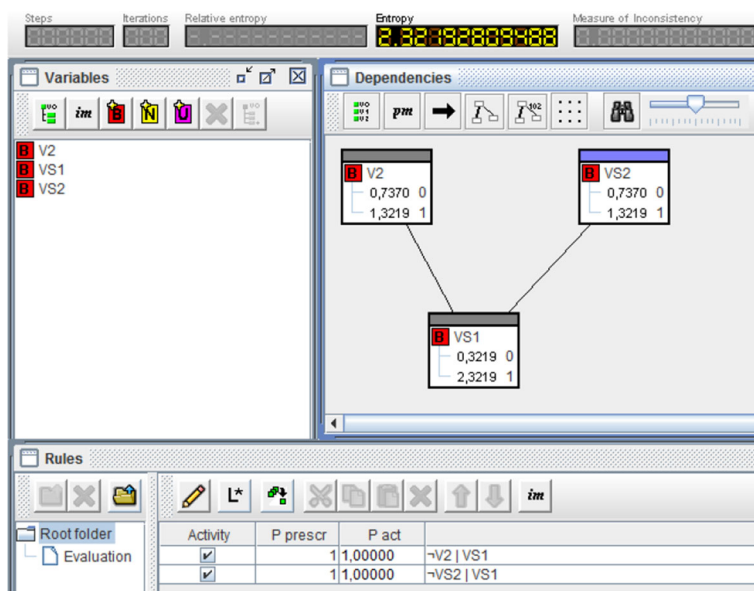 Steps Iterations Relative entropy Entropy Measure of Inconsistency
2.32192809488
Variables
Dependencies
im
pm
V2
VS1
VS2
B V2
0,7370 0
1,3219 1
B VS2
0,7370 0
1,3219 1
B VS1
0,3219 0
2,3219 1
Rules
L* im
Root folder
Evaluation
Activity P prescr P act
1 1,00000 ¬V2 | VS1
1 1,00000 ¬VS2 | VS1